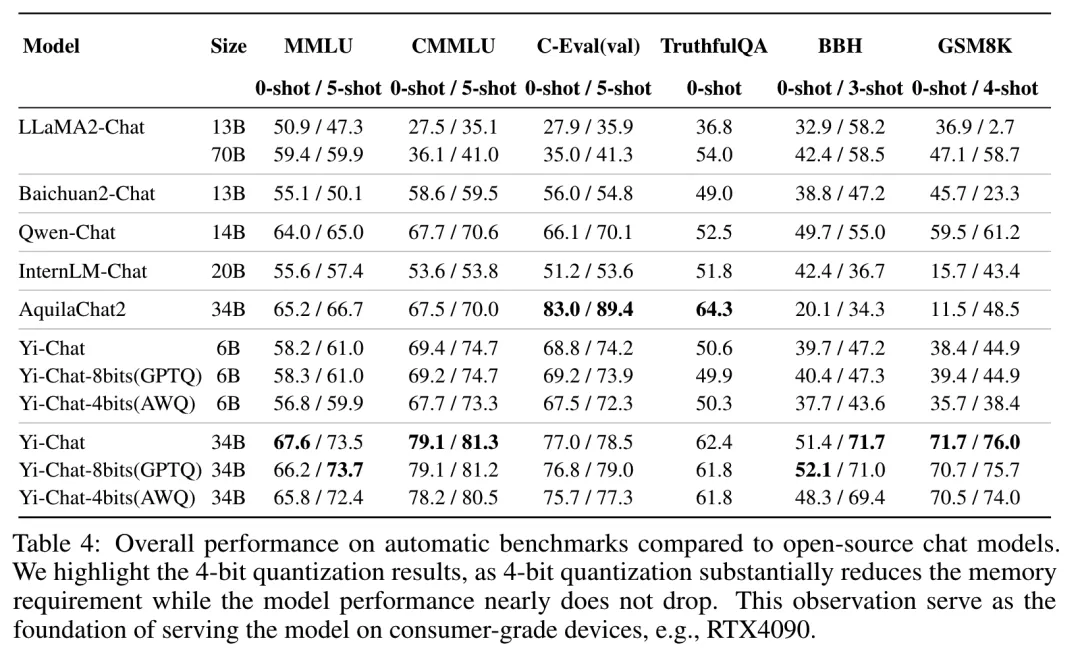 Model Size MMLU CMMLU C-Eval(val) TruthfulQA BBH GSM8K
0-shot / 5-shot 0-shot / 5-shot 0-shot / 5-shot 0-shot 0-shot / 3-shot 0-shot / 4-shot
LLaMA2-Chat 13B 50.9 / 47.3 27.5 / 35.1 27.9 / 35.9 36.8 32.9 / 58.2 36.9 / 2.7
70B 59.4 / 59.9 36.1 / 41.0 35.0 / 41.3 54.0 42.4 / 58.5 47.1 / 58.7
Baichuan2-Chat 13B 55.1 / 50.1 58.6 / 59.5 56.0 / 54.8 49.0 38.8 / 47.2 45.7 / 23.3
Qwen-Chat 14B 64.0 / 65.0 67.7 / 70.6 66.1 / 70.1 52.5 49.7 / 55.0 59.5 / 61.2
InternLM-Chat 20B 55.6 / 57.4 53.6 / 53.8 51.2 / 53.6 51.8 42.4 / 36.7 15.7 / 43.4
AquilaChat2 34B 65.2 / 66.7 67.5 / 70.0 83.0 / 89.4 64.3 20.1 / 34.3 11.5 / 48.5
Yi-Chat 6B 58.2 / 61.0 69.4 / 74.7 68.8 / 74.2 50.6 39.7 / 47.2 38.4 / 44.9
Yi-Chat-8bits(GPTQ) 6B 58.3 / 61.0 69.2 / 74.7 69.2 / 73.9 49.9 40.4 / 47.3 39.4 / 44.9
Yi-Chat-4bits(AWQ) 6B 56.8 / 59.9 67.7 / 73.3 67.5 / 72.3 50.3 37.7 / 43.6 35.7 / 38.4
Yi-Chat 34B 67.6 / 73.5 79.1 / 81.3 77.0 / 78.5 62.4 51.4 / 71.7 71.7 / 76.0
Yi-Chat-8bits(GPTQ) 34B 66.2 / 73.7 79.1 / 81.2 76.8 / 79.0 61.8 52.1 / 71.0 70.7 / 75.7
Yi-Chat-4bits(AWQ) 34B 65.8 / 72.4 78.2 / 80.5 75.7 / 77.3 61.8 48.3 / 69.4 70.5 / 74.0
Table 4: Overall performance on automatic benchmarks compared to open-source chat models.
We highlight the 4-bit quantization results, as 4-bit quantization substantially reduces the memory
requirement while the model performance nearly does not drop. This observation serve as the
foundation of serving the model on consumer-grade devices, e.g., RTX4090.